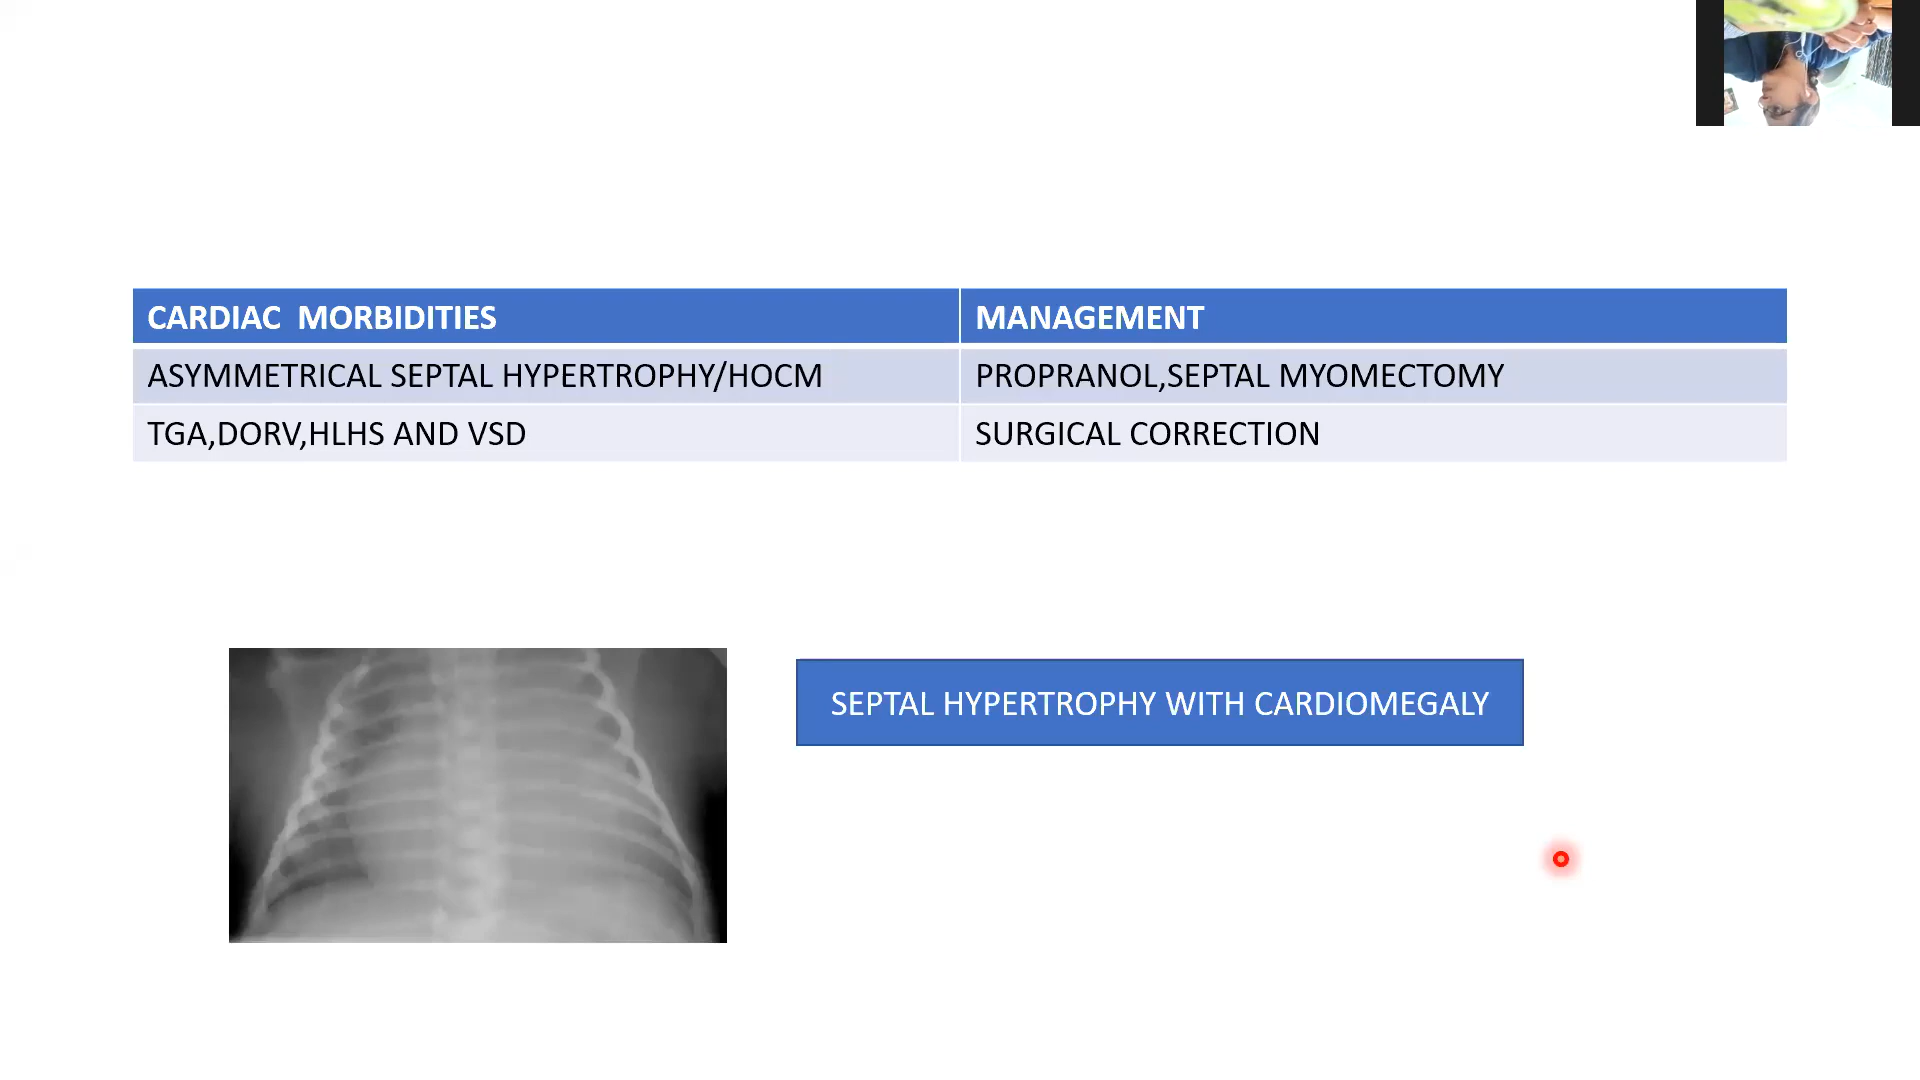 CARDIAC  MORBIDITIES
MANAGEMENT
ASYMMETRICAL SEPTAL HYPERTROPHY/HOCM
PROPRANOL,SEPTAL MYOMECTOMY
TGA,DORV,HLHS AND VSD
SURGICAL CORRECTION
SEPTAL HYPERTROPHY WITH CARDIOMEGALY